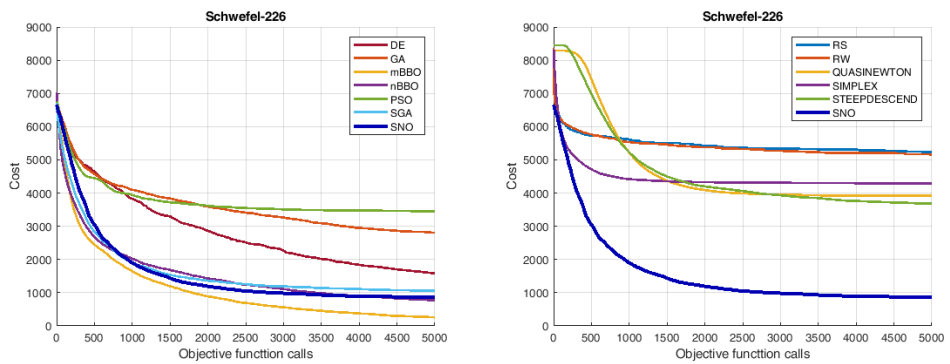 Schwefel-226
9000
8000
7000
6000
5000
4000
3000
2000
1000
0
Cost
0 500 1000 1500 2000 2500 3000 3500 4000 4500 5000
Objective functtion calls
DE
GA
mBBO
nBBO
PSO
SGA
SNO
Schwefel-226
9000
8000
7000
6000
5000
4000
3000
2000
1000
0
Cost
0 500 1000 1500 2000 2500 3000 3500 4000 4500 5000
Objective functtion calls
RS
RW
QUASINEWTON
SIMPLEX
STEEPDESCEND
SNO